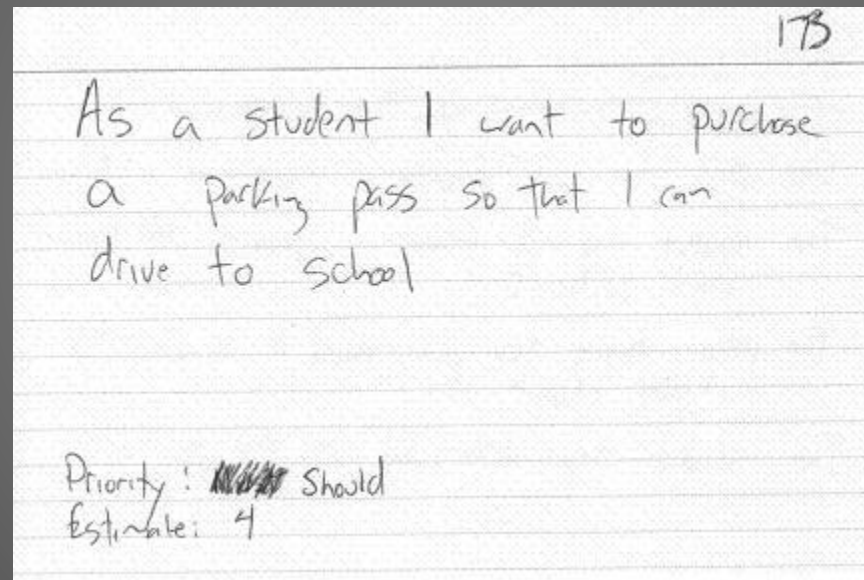 173
As a student I want to purchase
a parking pass so that I can
drive to school
Priority: Should
Estimate: 4